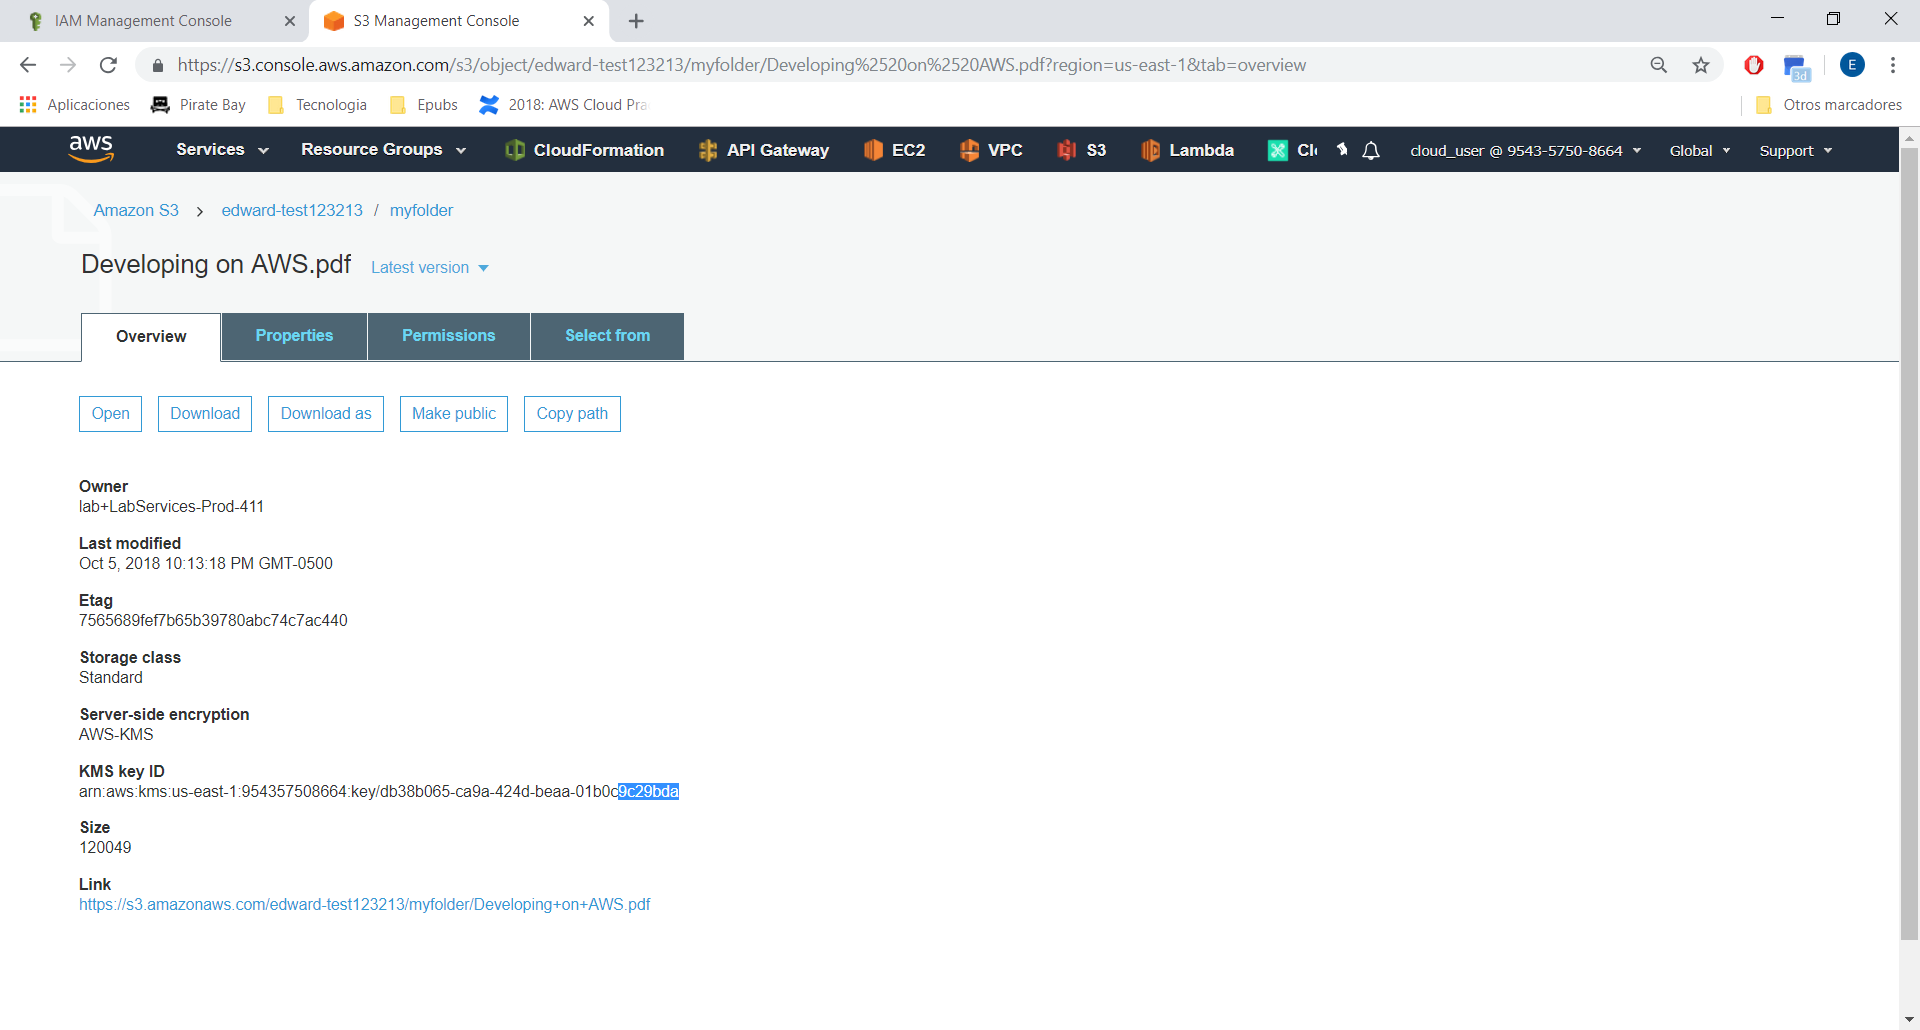 IAM Management Console
S3 Management Console
https://s3.console.aws.amazon.com/s3/object/edward-test123213/myfolder/Developing%2520on%2520AWS.pdf?region=us-east-1&tab=overview
3d
E
Aplicaciones
Pirate Bay
Tecnologia
Epubs
2018: AWS Cloud Pra
Otros marcadores
aws
Services
Resource Groups
CloudFormation
API Gateway
EC2
VPC
S3
Lambda
Cl
cloud_user @ 9543-5750-8664
Global
Support
Amazon S3 > edward-test123213 / myfolder
Developing on AWS.pdf
Latest version
Overview
Properties
Permissions
Select from
Open
Download
Download as
Make public
Copy path
Owner
lab+LabServices-Prod-411
Last modified
Oct 5, 2018 10:13:18 PM GMT-0500
Etag
7565689fef7b65b39780abc74c7ac440
Storage class
Standard
Server-side encryption
AWS-KMS
KMS key ID
arn:aws:kms:us-east-1:954357508664:key/db38b065-ca9a-424d-beaa-01b0c9c29bda
Size
120049
Link
https://s3.amazonaws.com/edward-test123213/myfolder/Developing+on+AWS.pdf